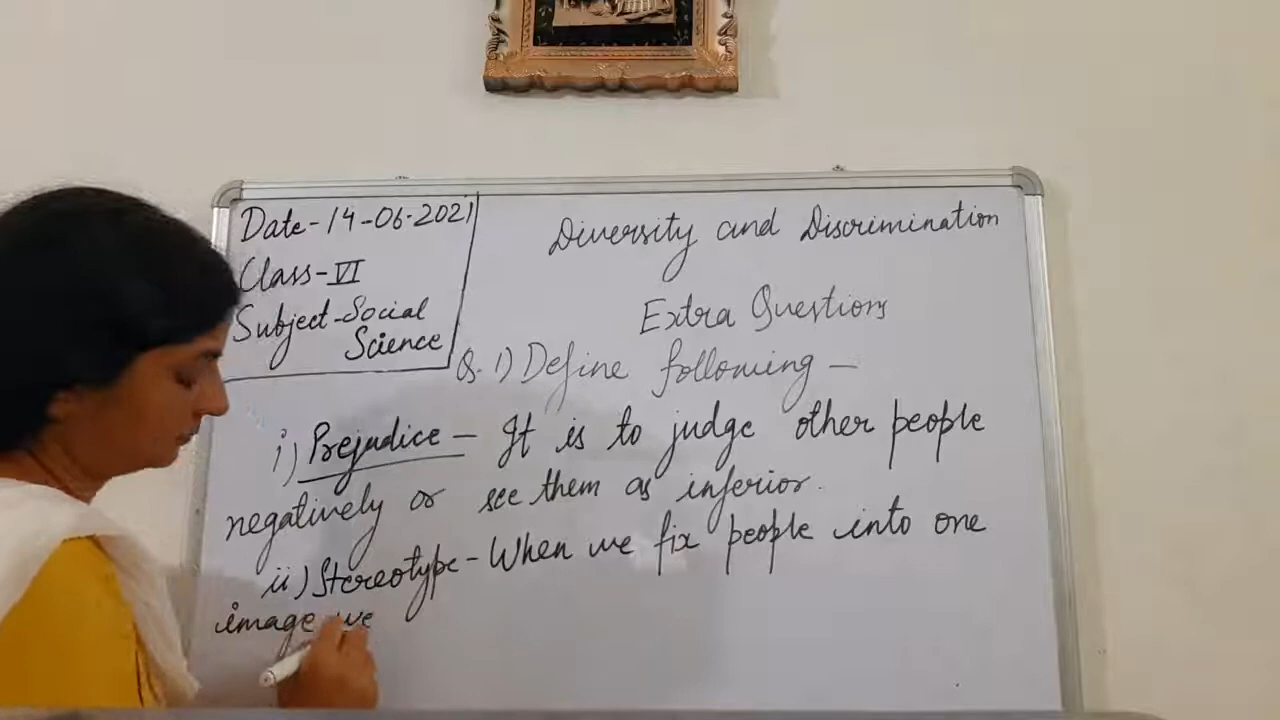 Date-14-06-2021
Class-VI
Subject-Social
Science
Diversity and Discrimination
Extra Questions
Q.1) Define following -
i) Prejudice - It is to judge other people
negatively or see them as inferior.
ii) Stereotype - When we fix people into one
image we